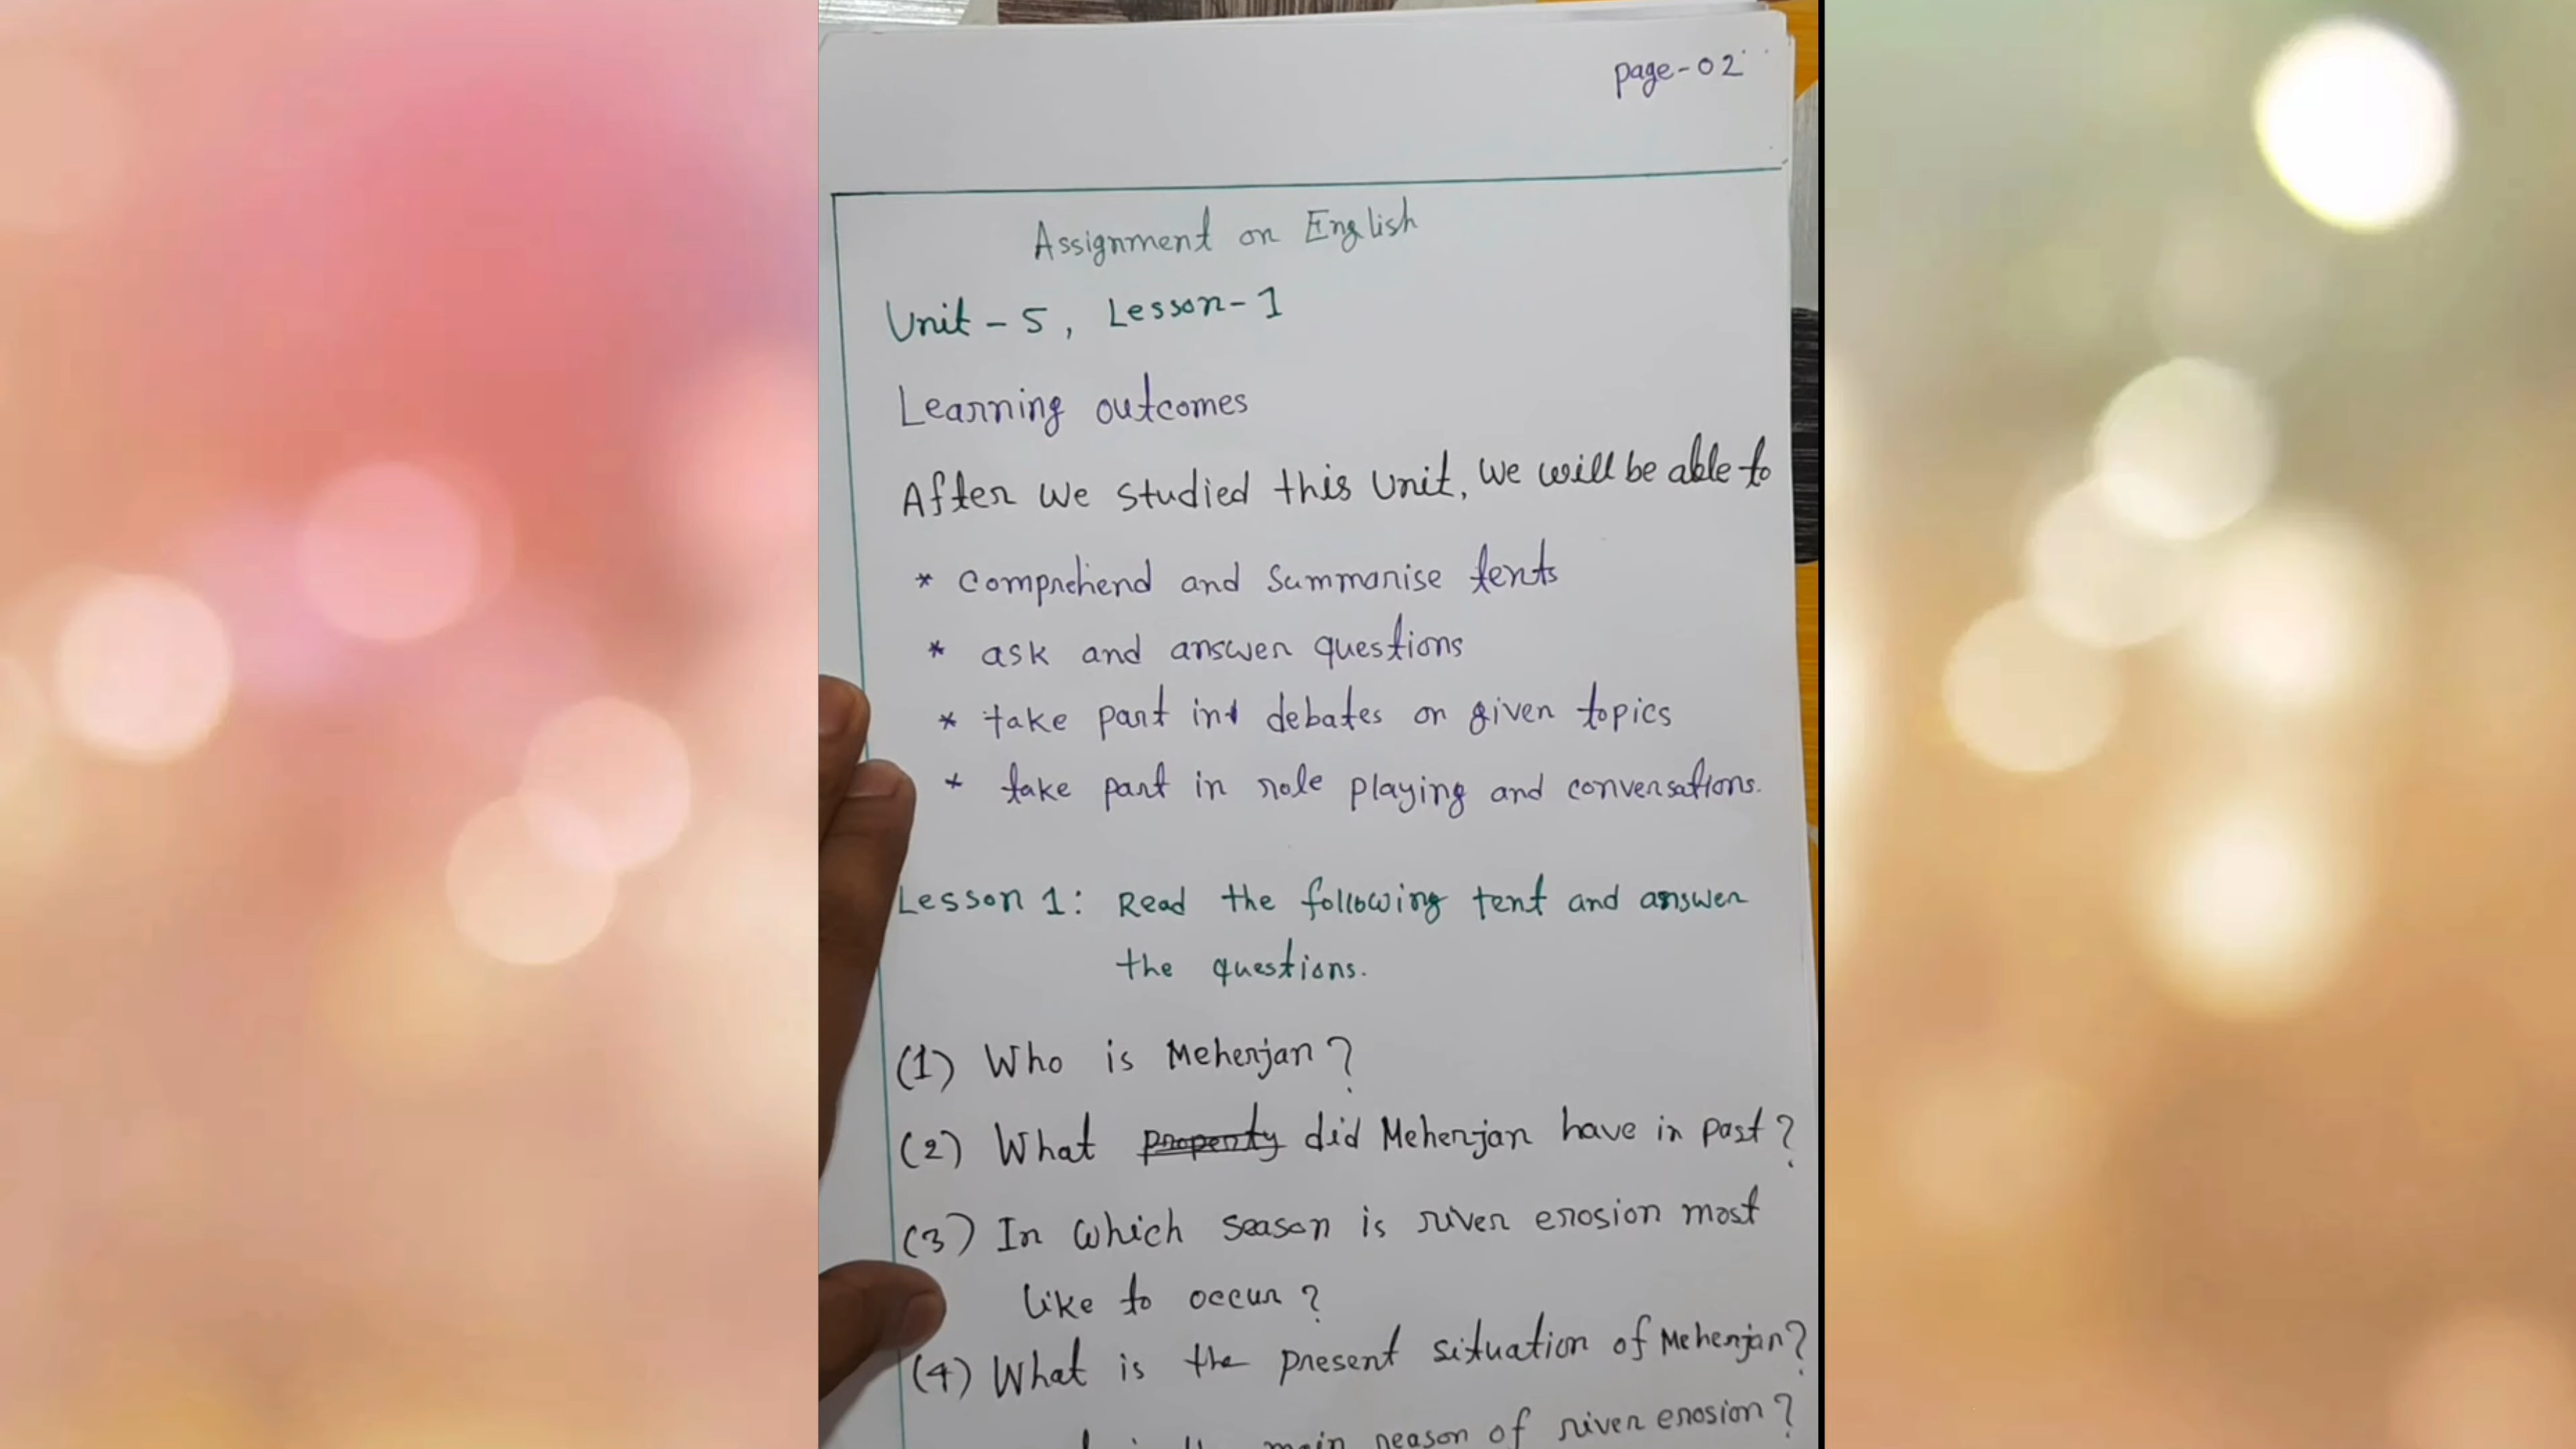 page-02
Assignment on English
Unit - 5, Lesson-1
Learning outcomes
After we studied this Unit, we will be able to
* comprehend and summarise texts
* ask and answer questions
* take part in debates on given topics
* take part in role playing and conversations.
Lesson 1: Read the following text and answer
the questions.
(1) Who is Meherjan?
(2) What property did Meherjan have in past?
(3) In which season is river erosion most
like to occur?
(4) What is the present situation of Meherjan?
main reason of river erosion?